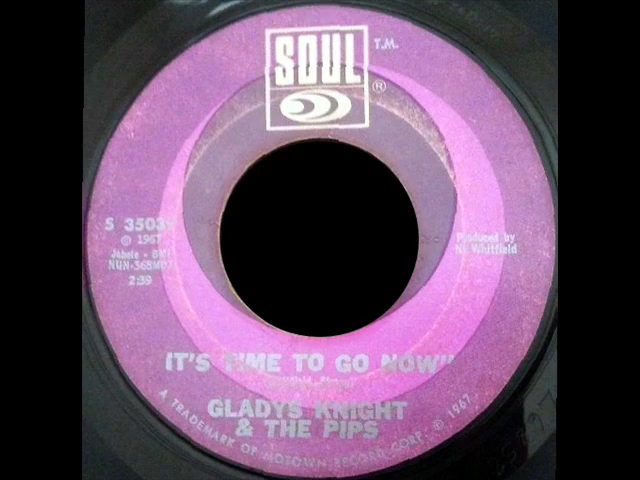 SOUL
T.M.
®
S 35039
© 1967
Jobete - BMI
2:39
Produced by
N. Whitfield
IT'S TIME TO GO NOW"
GLADYS KNIGHT
& THE PIPS
A TRADEMARK OF MOTOWN RECORD CORP. © 1967